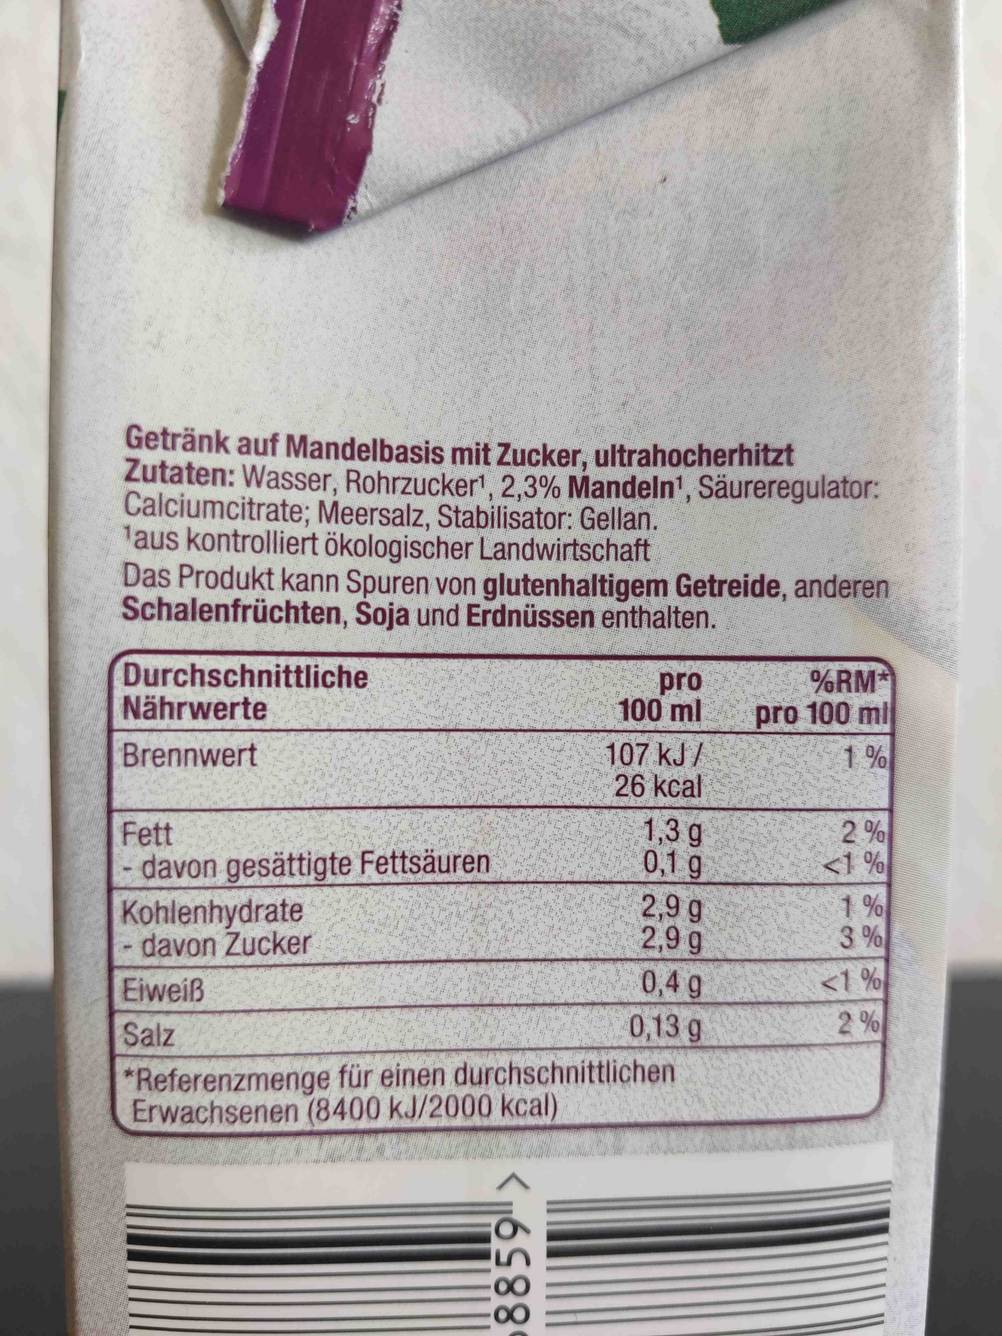 Getränk auf Mandelbasis mit Zucker, ultrahocherhitzt
Zutaten: Wasser, Rohrzucker¹, 2,3% Mandeln¹, Säureregulator:
Calciumcitrate; Meersalz, Stabilisator: Gellan.
¹aus kontrolliert ökologischer Landwirtschaft
Das Produkt kann Spuren von glutenhaltigem Getreide, anderen
Schalenfrüchten, Soja und Erdnüssen enthalten.
Durchschnittliche pro %RM*
Nährwerte 100 ml pro 100 ml
Brennwert 107 kJ / 1 %
26 kcal
Fett 1,3 g 2 %
- davon gesättigte Fettsäuren 0,1 g <1 %
Kohlenhydrate 2,9 g 1 %
- davon Zucker 2,9 g 3 %
Eiweiß 0,4 g <1 %
Salz 0,13 g 2 %
*Referenzmenge für einen durchschnittlichen
Erwachsenen (8400 kJ/2000 kcal)
8859 >